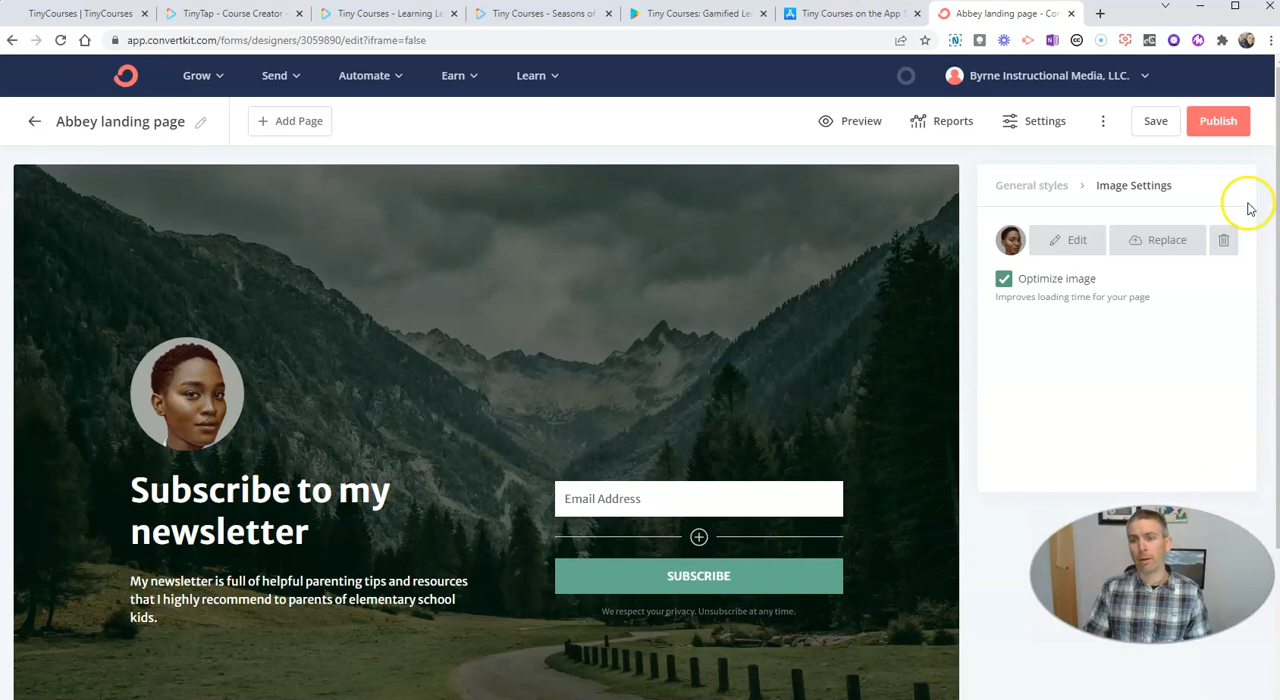 TinyCourses | TinyCourses
TinyTap - Course Creator -
Tiny Courses - Learning Le
Tiny Courses - Seasons of
Tiny Courses: Gamified Le
Tiny Courses on the App S
Abbey landing page - Con
app.convertkit.com/forms/designers/3059890/edit?iframe=false
Grow
Send
Automate
Earn
Learn
Byrne Instructional Media, LLC.
Abbey landing page
+ Add Page
Preview
Reports
Settings
Save
Publish
General styles > Image Settings
Edit
Replace
Optimize image
Improves loading time for your page
Subscribe to my
newsletter
My newsletter is full of helpful parenting tips and resources
that I highly recommend to parents of elementary school
kids.
Email Address
SUBSCRIBE
We respect your privacy. Unsubscribe at any time.